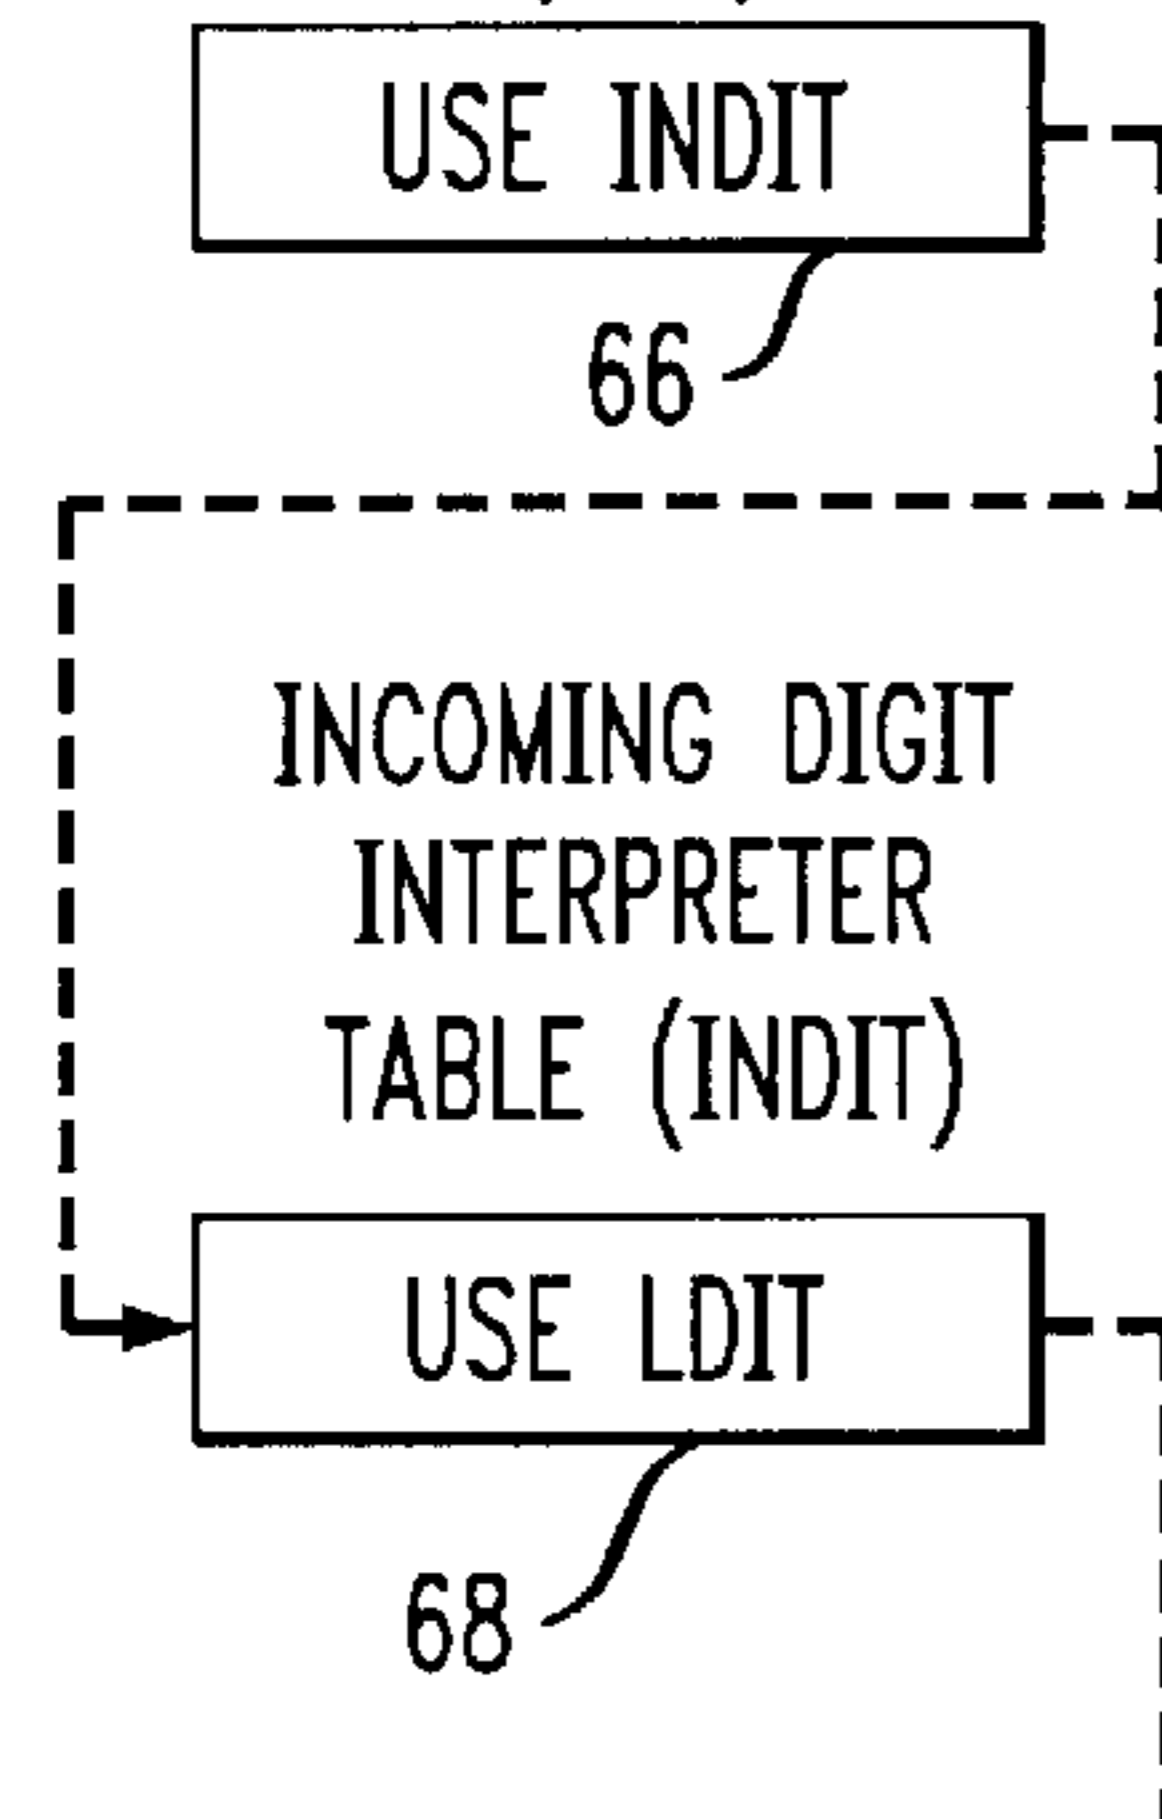 USE INDIT
66
INCOMING DIGIT
INTERPRETER
TABLE (INDIT)
USE LDIT
68